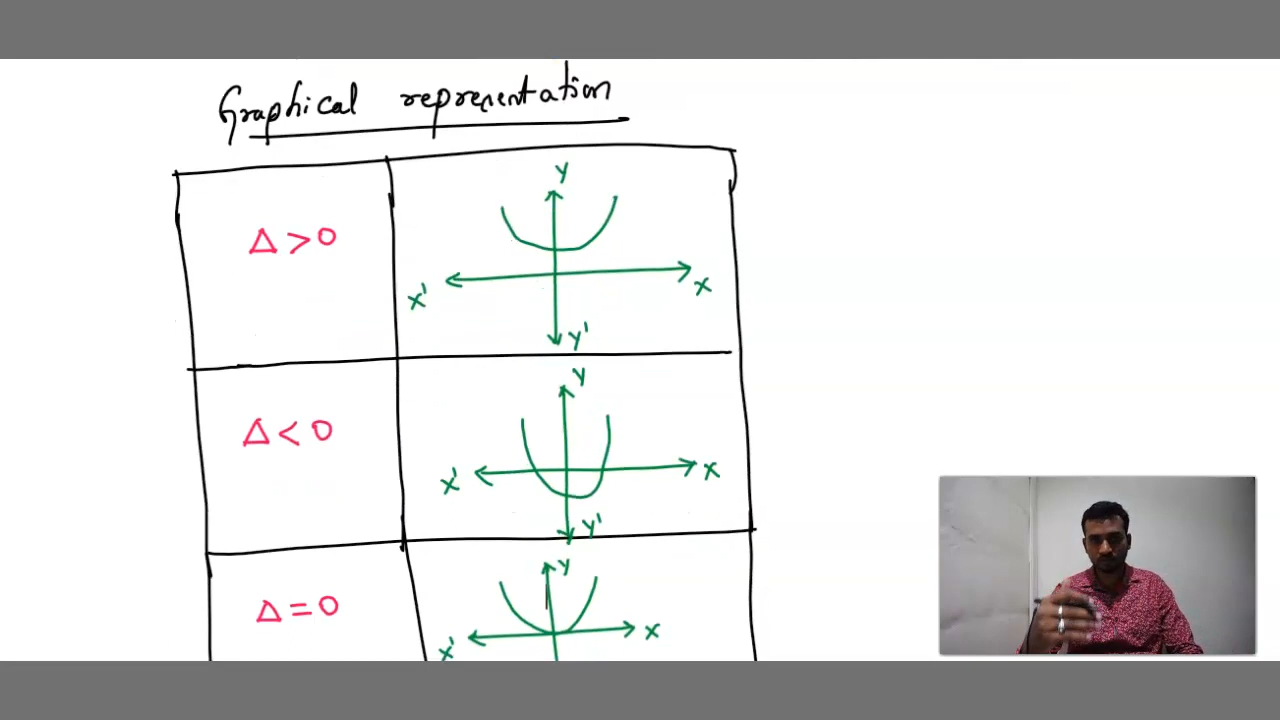 Graphical representation
Y
Δ > 0
X' X
Y'
Y
Δ < 0
X' X
Y'
Y
Δ = 0
X' X